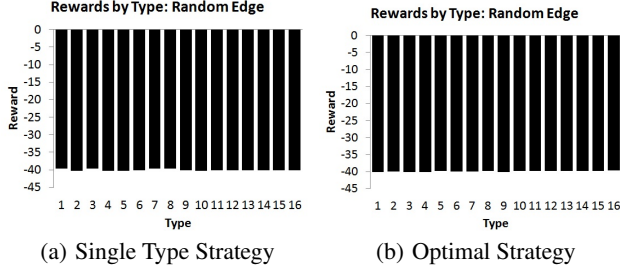 Rewards by Type: Random Edge
0
-5
-10
-15
-20
-25
-30
-35
-40
-45
Reward
1 2 3 4 5 6 7 8 9 10 11 12 13 14 15 16
Type
(a) Single Type Strategy
Rewards by Type: Random Edge
0
-5
-10
-15
-20
-25
-30
-35
-40
-45
Reward
1 2 3 4 5 6 7 8 9 10 11 12 13 14 15 16
Type
(b) Optimal Strategy